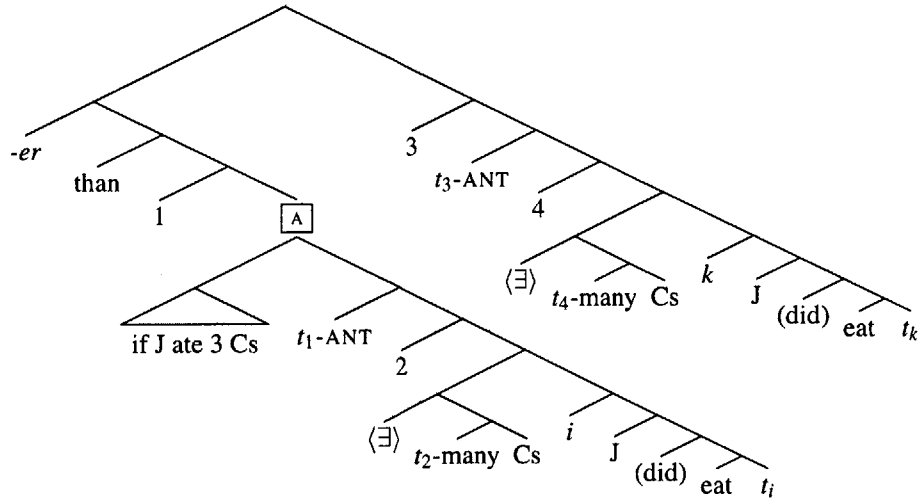 -er
3
than
t₃-ANT
1
4
A
⟨∃⟩
t₄-many Cs
k
J
(did)
eat
tₖ
if J ate 3 Cs
t₁-ANT
2
⟨∃⟩
t₂-many Cs
i
J
(did)
eat
tᵢ